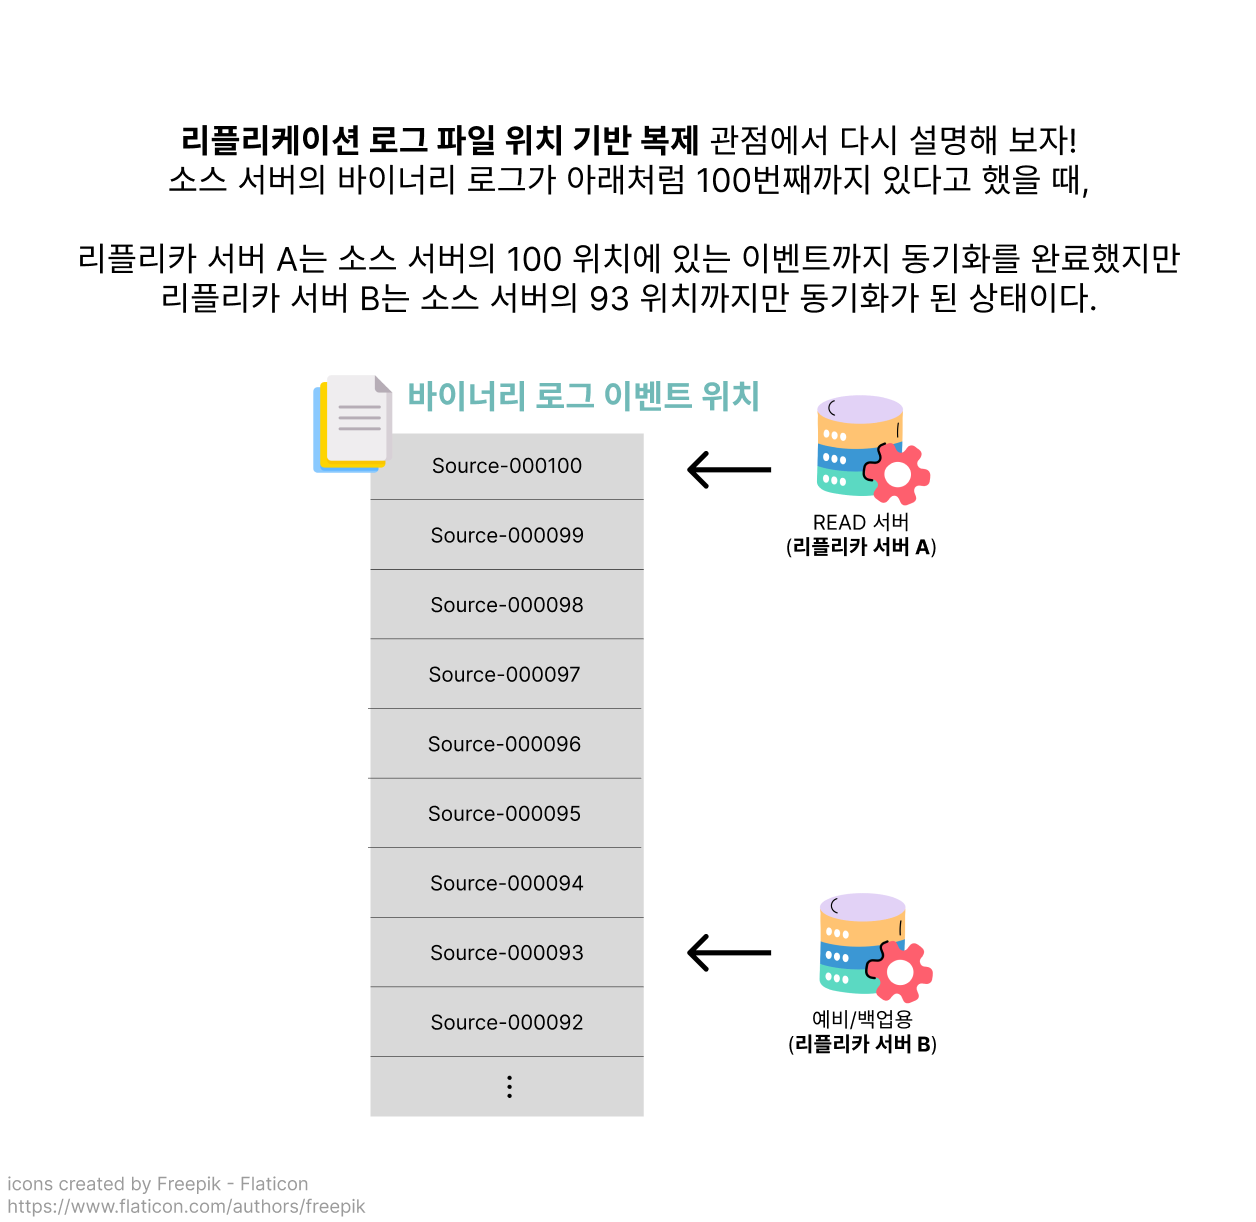 리플리케이션 로그 파일 위치 기반 복제 관점에서 다시 설명해 보자!
소스 서버의 바이너리 로그가 아래처럼 100번째까지 있다고 했을 때,
리플리카 서버 A는 소스 서버의 100 위치에 있는 이벤트까지 동기화를 완료했지만
리플리카 서버 B는 소스 서버의 93 위치까지만 동기화가 된 상태이다.
바이너리 로그 이벤트 위치
Source-000100
Source-000099
Source-000098
Source-000097
Source-000096
Source-000095
Source-000094
Source-000093
Source-000092
⋮
READ 서버
(리플리카 서버 A)
예비/백업용
(리플리카 서버 B)
icons created by Freepik - Flaticon
https://www.flaticon.com/authors/freepik